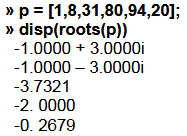 » p = [1,8,31,80,94,20];
» disp(roots(p))
-1.0000 + 3.0000i
-1.0000 – 3.0000i
-3.7321
-2. 0000
-0. 2679